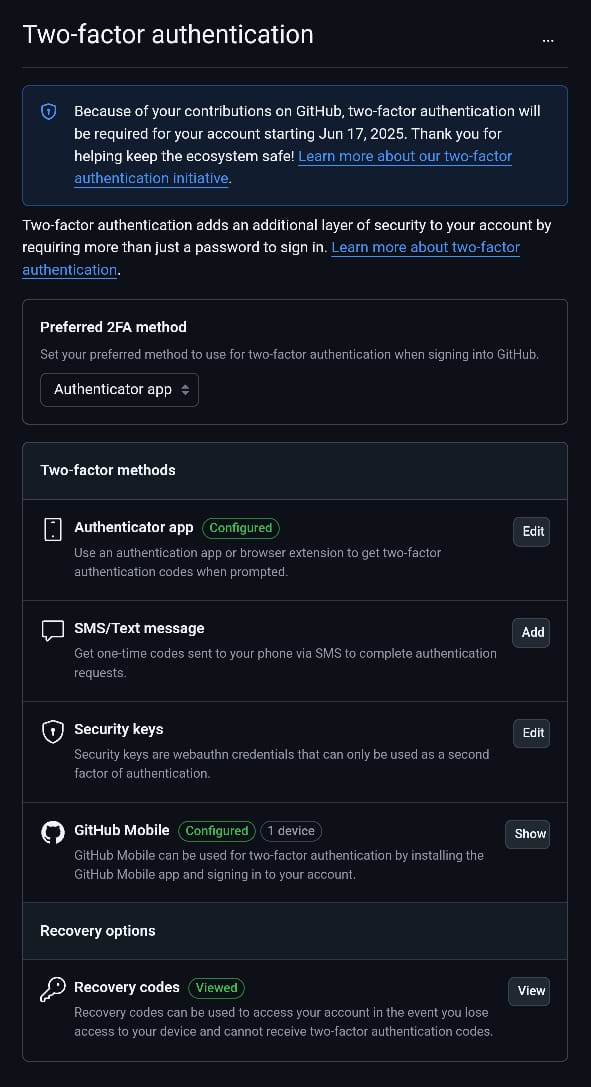 Two-factor authentication
...
Because of your contributions on GitHub, two-factor authentication will
be required for your account starting Jun 17, 2025. Thank you for
helping keep the ecosystem safe! Learn more about our two-factor
authentication initiative.
Two-factor authentication adds an additional layer of security to your account by
requiring more than just a password to sign in. Learn more about two-factor
authentication.
Preferred 2FA method
Set your preferred method to use for two-factor authentication when signing into GitHub.
Authenticator app
Two-factor methods
Authenticator app Configured
Edit
Use an authentication app or browser extension to get two-factor
authentication codes when prompted.
SMS/Text message
Add
Get one-time codes sent to your phone via SMS to complete authentication
requests.
Security keys
Edit
Security keys are webauthn credentials that can only be used as a second
factor of authentication.
GitHub Mobile Configured 1 device
Show
GitHub Mobile can be used for two-factor authentication by installing the
GitHub Mobile app and signing in to your account.
Recovery options
Recovery codes Viewed
View
Recovery codes can be used to access your account in the event you lose
access to your device and cannot receive two-factor authentication codes.